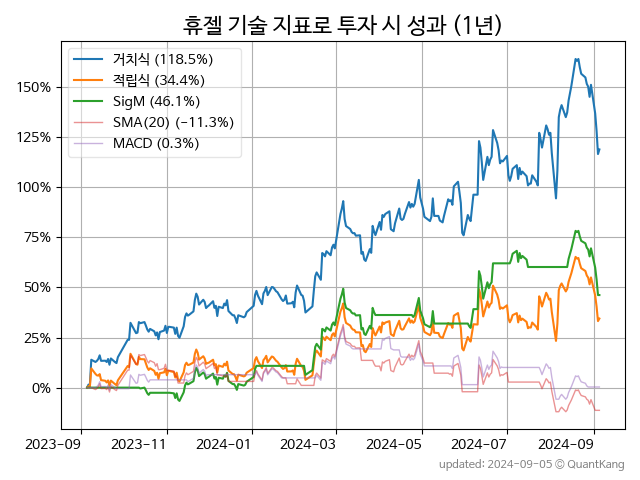 휴젤 기술 지표로 투자 시 성과 (1년)
거치식 (118.5%)
적립식 (34.4%)
SigM (46.1%)
SMA(20) (−11.3%)
MACD (0.3%)
150%
125%
100%
75%
50%
25%
0%
2023-09 2023-11 2024-01 2024-03 2024-05 2024-07 2024-09
updated: 2024-09-05 © QuantKang